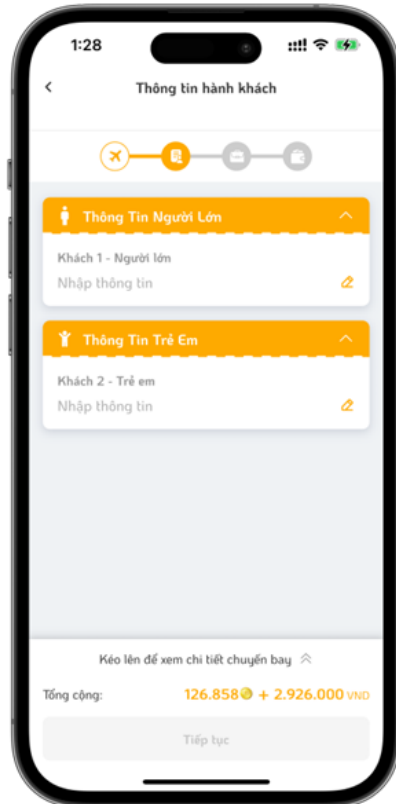 1:28
Thông tin hành khách
Thông Tin Người Lớn
Khách 1 - Người lớn
Nhập thông tin
Thông Tin Trẻ Em
Khách 2 - Trẻ em
Nhập thông tin
Kéo lên để xem chi tiết chuyến bay
Tổng cộng: 126.858 + 2.926.000 VND
Tiếp tục